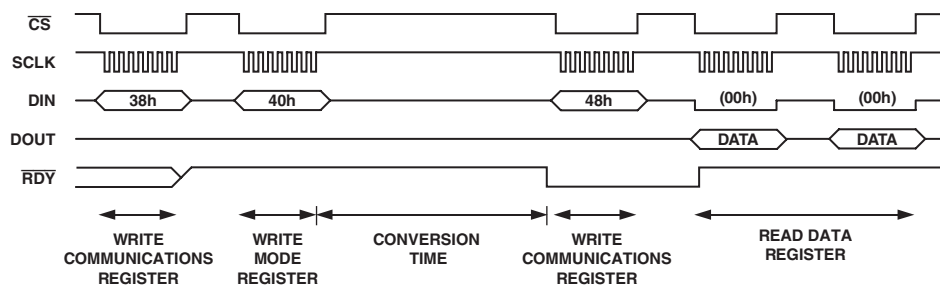 CS
SCLK
DIN 38h 40h 48h (00h) (00h)
DOUT DATA DATA
RDY
WRITE
COMMUNICATIONS
REGISTER
WRITE
MODE
REGISTER
CONVERSION
TIME
WRITE
COMMUNICATIONS
REGISTER
READ DATA
REGISTER